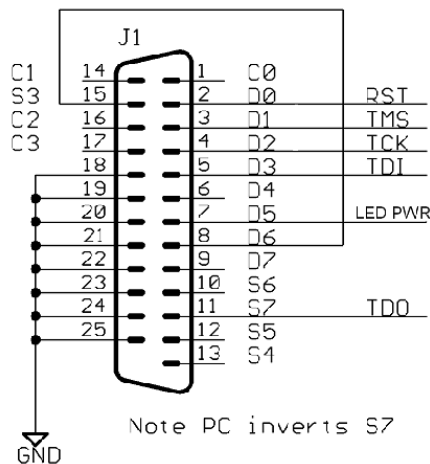 J1
C1 14 1 C0
S3 15 2 D0 RST
C2 16 3 D1 TMS
C3 17 4 D2 TCK
18 5 D3 TDI
19 6 D4
20 7 D5 LED PWR
21 8 D6
22 9 D7
23 10 S6
24 11 S7 TDO
25 12 S5
13 S4
Note PC inverts S7
GND